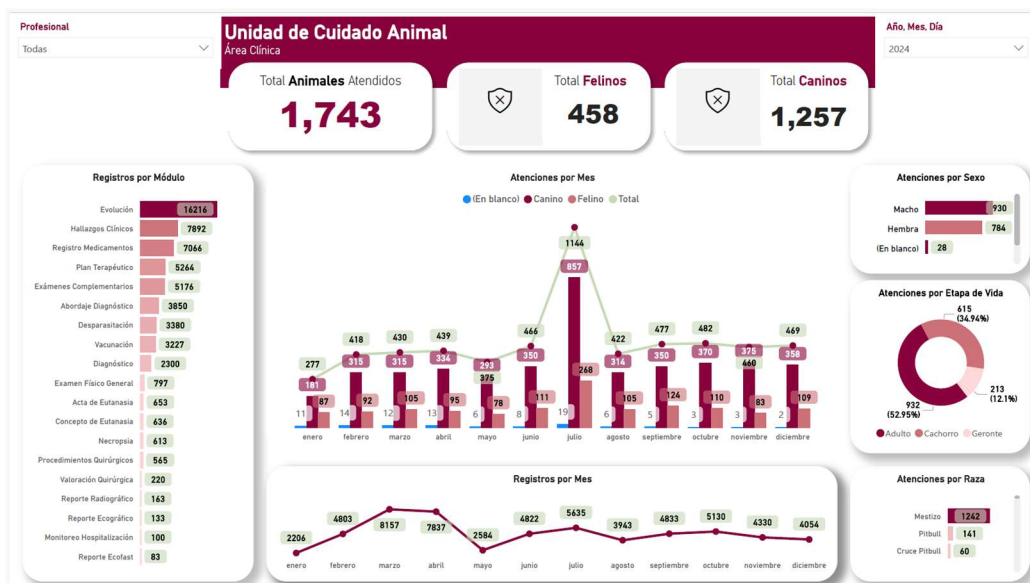 Profesional
Todas
Unidad de Cuidado Animal
Área Clínica
Año, Mes, Día
2024
Total Animales Atendidos
1,743
Total Felinos
458
Total Caninos
1,257
Registros por Módulo
Evolución 16216
Hallazgos Clínicos 7892
Registro Medicamentos 7066
Plan Terapéutico 5264
Exámenes Complementarios 5176
Abordaje Diagnóstico 3850
Desparasitación 3380
Vacunación 3227
Diagnóstico 2300
Examen Físico General 797
Acta de Eutanasia 653
Concepto de Eutanasia 636
Necropsia 613
Procedimientos Quirúrgicos 565
Valoración Quirúrgica 220
Reporte Radiográfico 163
Reporte Ecográfico 133
Monitoreo Hospitalización 100
Reporte Ecofast 83
Atenciones por Mes
(En blanco) Canino Felino Total
277 418 430 439 375 466 1144 422 477 482 460 469
181 315 315 334 293 350 857 314 350 370 375 358
87 92 105 95 78 111 268 105 124 110 83 109
11 14 12 13 6 8 19 6 5 3 3 2
enero febrero marzo abril mayo junio julio agosto septiembre octubre noviembre diciembre
Registros por Mes
2206 4803 8157 7837 2584 4822 5635 3943 4833 5130 4330 4054
enero febrero marzo abril mayo junio julio agosto septiembre octubre noviembre diciembre
Atenciones por Sexo
Macho 930
Hembra 784
(En blanco) 28
Atenciones por Etapa de Vida
615
(34.94%)
213
(12.1%)
932
(52.95%)
Adulto Cachorro Geronte
Atenciones por Raza
Mestizo 1242
Pitbull 141
Cruce Pitbull 60